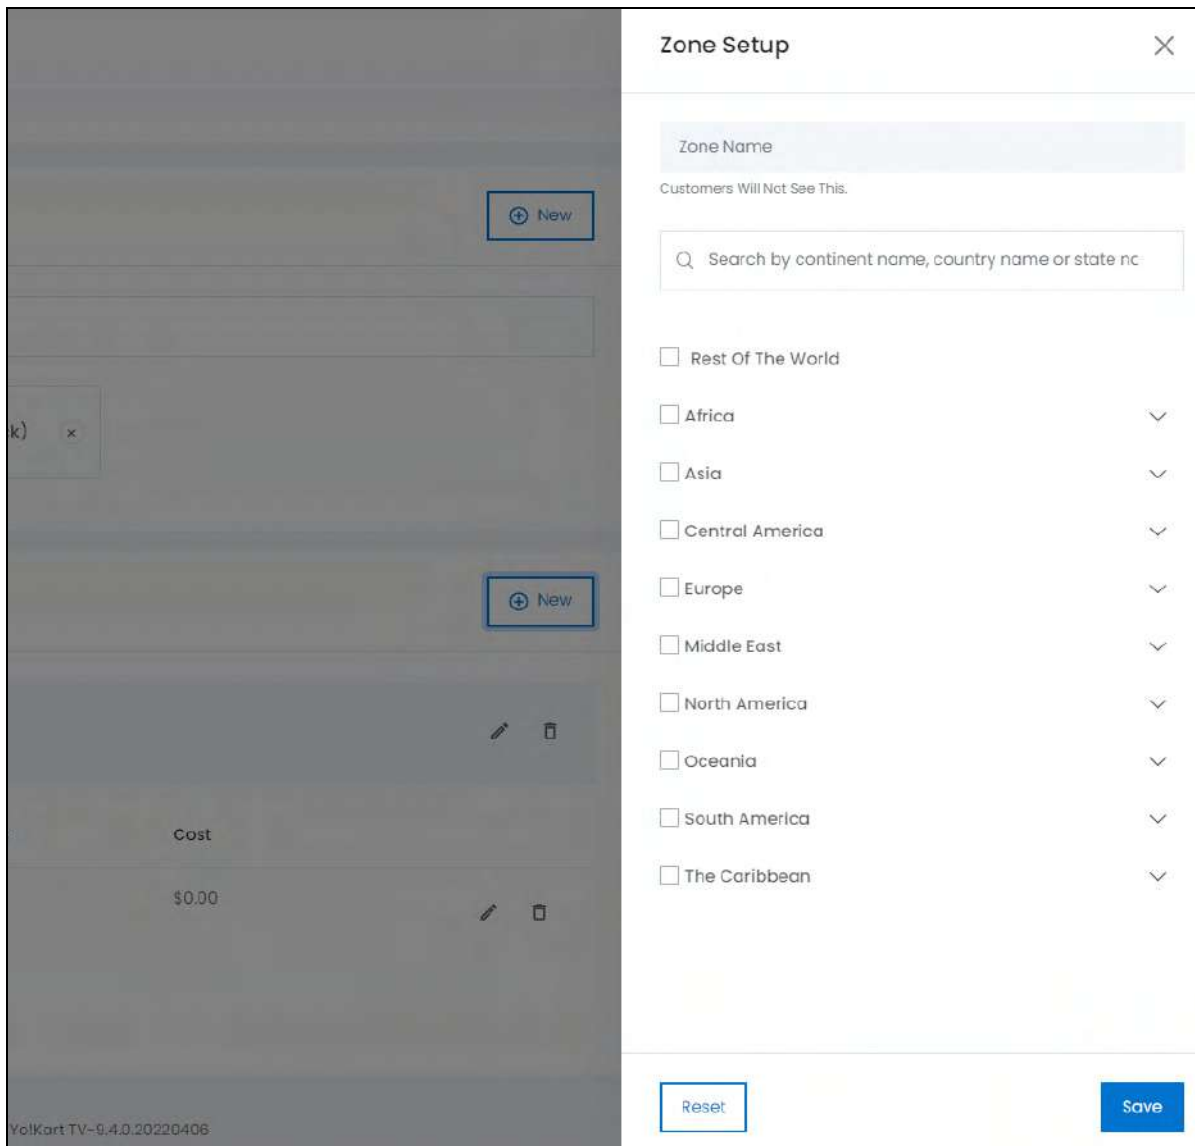 Zone Setup
Zone Name
Customers Will Not See This.
New
Search by continent name, country name or state nc
Rest Of The World
Africa
k)
Asia
Central America
Europe
New
Middle East
North America
Oceania
Cost
South America
The Caribbean
$0.00
Reset
Save
Yo!Kart TV-9.4.0.20220406